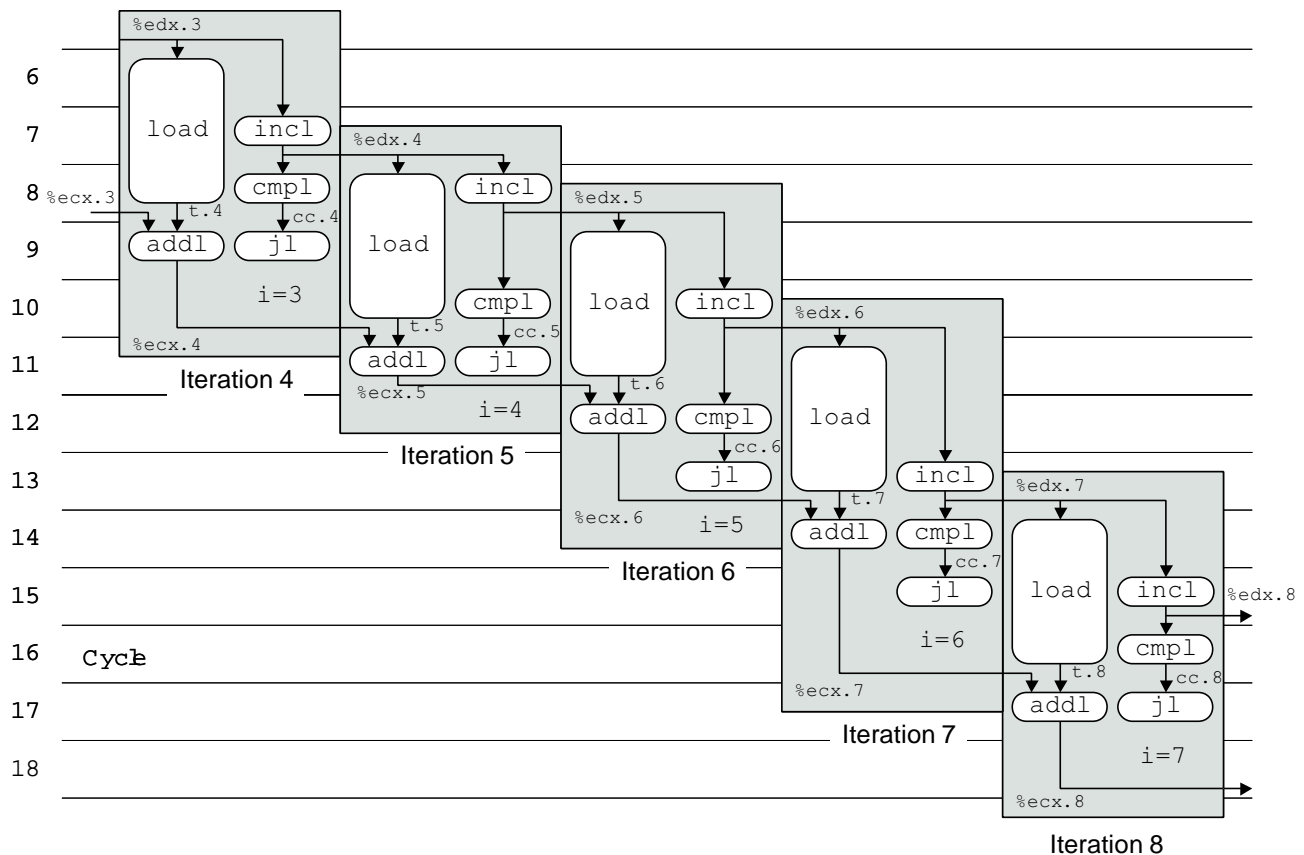 %edx.3
6
load
7
incl
%edx.4
8
cmpl
incl
%ecx.3
t.4
cc.4
%edx.5
9
addl
jl
load
10
i=3
cmpl
load
incl
%edx.6
%ecx.4
t.5
cc.5
11
addl
jl
Iteration 4
%ecx.5
t.6
12
i=4
addl
cmpl
load
Iteration 5
cc.6
13
jl
incl
%edx.7
%ecx.6
t.7
14
i=5
addl
cmpl
Iteration 6
cc.7
15
jl
load
incl
%edx.8
16
Cycle
i=6
cmpl
%ecx.7
t.8
cc.8
17
addl
jl
Iteration 7
18
i=7
%ecx.8
Iteration 8